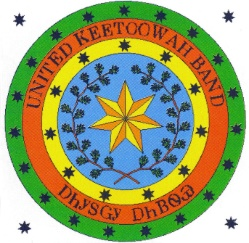 UNITED KEETOOWAH BAND
ᎠᏂᎩᏚᏩᎩ ᎠᏂᏴᏫᏯ